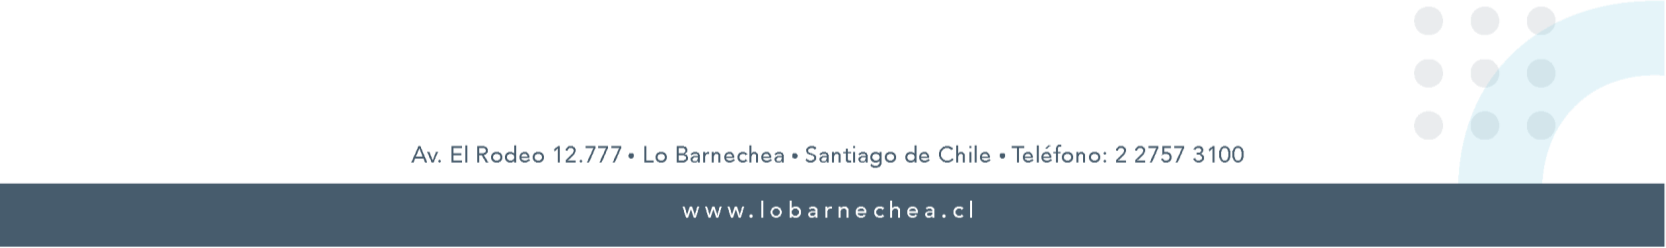 Av. El Rodeo 12.777 • Lo Barnechea • Santiago de Chile • Teléfono: 2 2757 3100
www.lobarnechea.cl